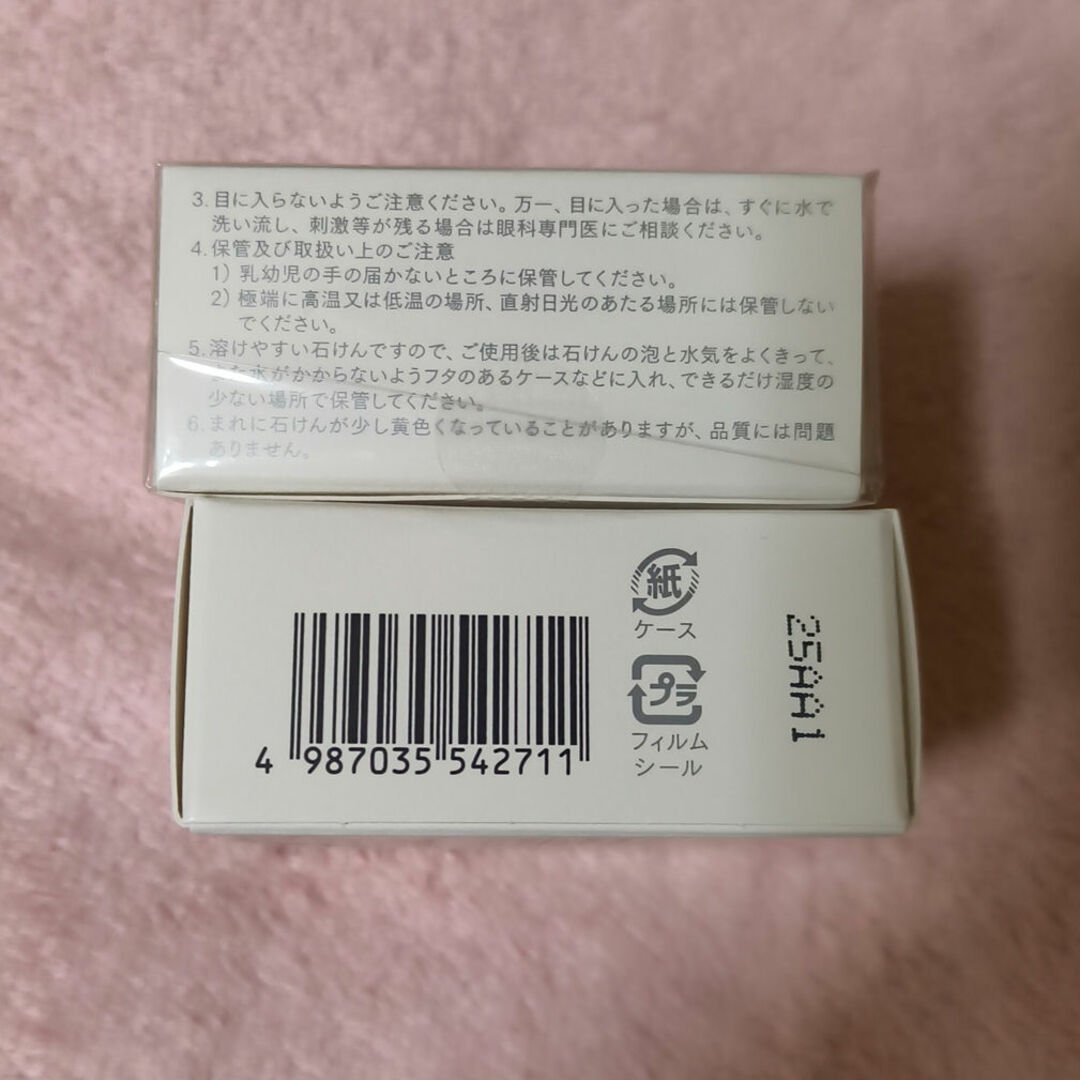 3. 目に入らないようご注意ください。万一、目に入った場合は、すぐに水で
洗い流し、刺激等が残る場合は眼科専門医にご相談ください。
4. 保管及び取扱い上のご注意
1) 乳幼児の手の届かないところに保管してください。
2) 極端に高温又は低温の場所、直射日光のあたる場所には保管しない
でください。
5. 溶けやすい石けんですので、ご使用後は石けんの泡と水気をよくきって、
また水がかからないようフタのあるケースなどに入れ、できるだけ湿度の
少ない場所で保管してください。
6. まれに石けんが少し黄色くなっていることがありますが、品質には問題
ありません。
紙
ケース
プラ
フィルム
シール
4 987035 542711
25AA1